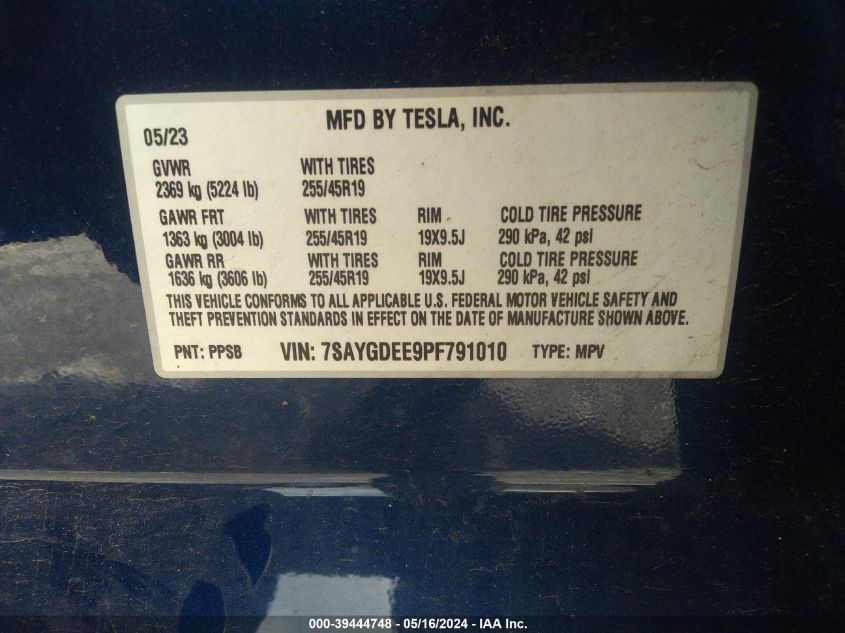 MFD BY TESLA, INC.
05/23
GVWR WITH TIRES
2369 kg (5224 lb) 255/45R19
GAWR FRT WITH TIRES RIM COLD TIRE PRESSURE
1363 kg (3004 lb) 255/45R19 19X9.5J 290 kPa, 42 psi
GAWR RR WITH TIRES RIM COLD TIRE PRESSURE
1636 kg (3606 lb) 255/45R19 19X9.5J 290 kPa, 42 psi
THIS VEHICLE CONFORMS TO ALL APPLICABLE U.S. FEDERAL MOTOR VEHICLE SAFETY AND
THEFT PREVENTION STANDARDS IN EFFECT ON THE DATE OF MANUFACTURE SHOWN ABOVE.
PNT: PPSB VIN: 7SAYGDEE9PF791010 TYPE: MPV
000-39444748 - 05/16/2024 - IAA Inc.